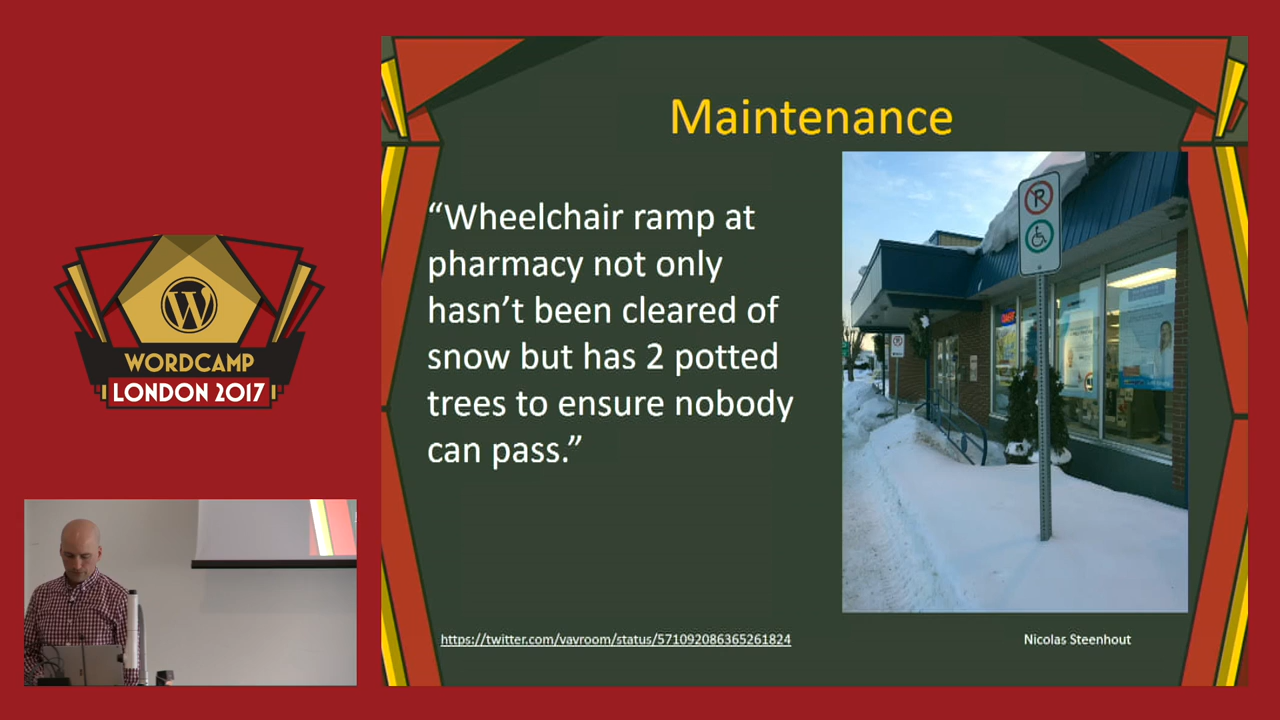 WORDCAMP
LONDON 2017
Maintenance
“Wheelchair ramp at
pharmacy not only
hasn’t been cleared of
snow but has 2 potted
trees to ensure nobody
can pass.”
https://twitter.com/vavroom/status/571092086365261824
Nicolas Steenhout